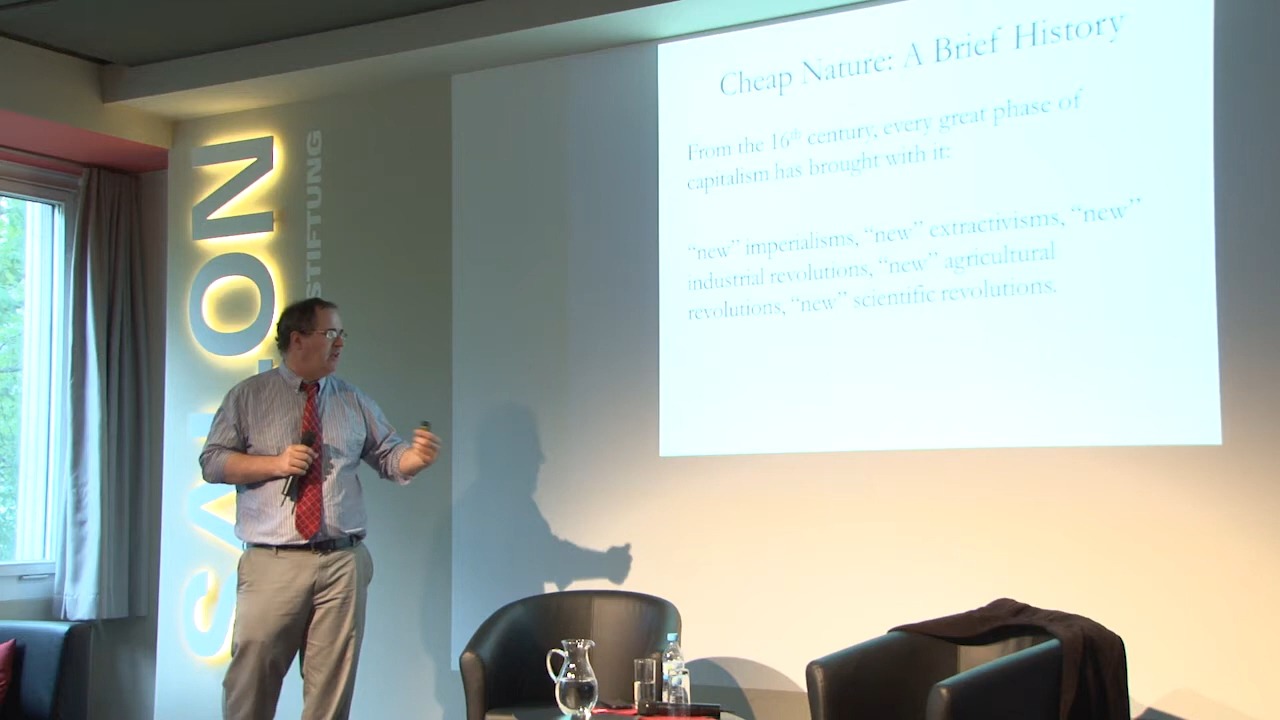 Cheap Nature: A Brief History
From the 16th century, every great phase of
capitalism has brought with it:
“new” imperialisms, “new” extractivisms, “new”
industrial revolutions, “new” agricultural
revolutions, “new” scientific revolutions.
SALON
STIFTUNG